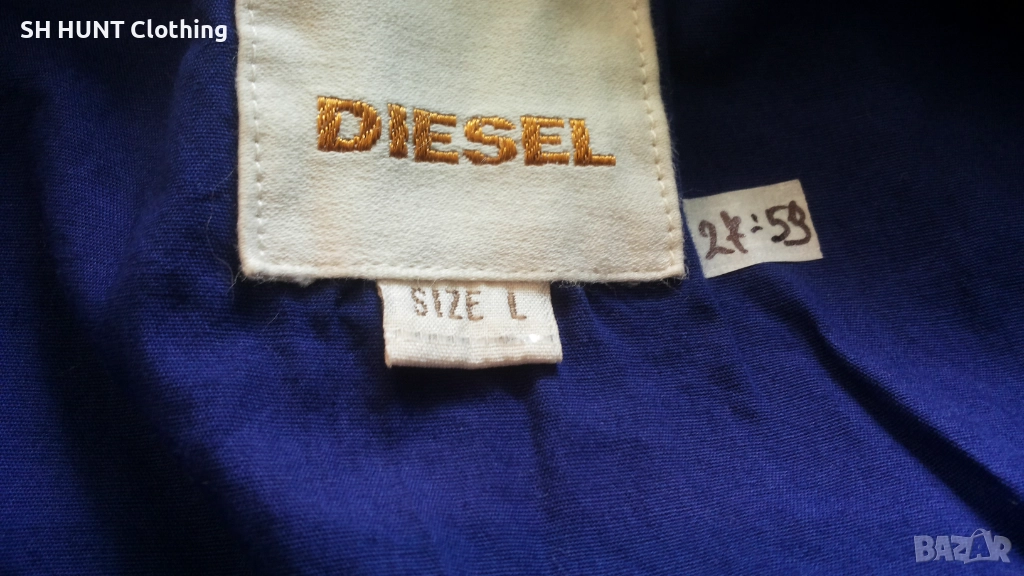 SH HUNT Clothing
DIESEL
27-59
SIZE L
BAZAR